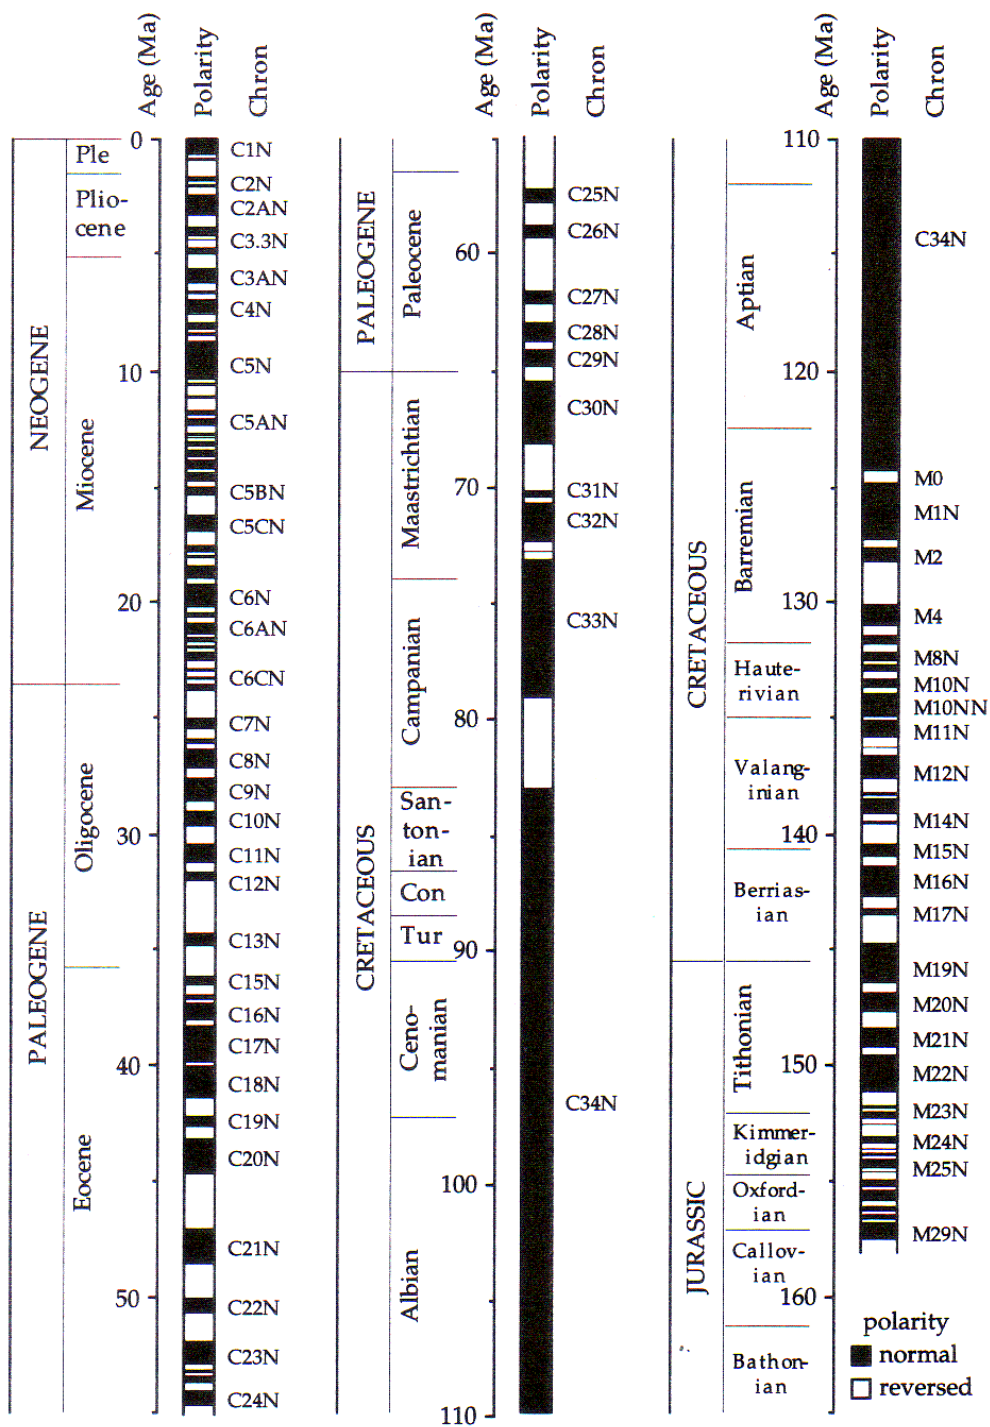 Age (Ma)
Polarity
Chron
0
10
20
30
40
50
NEOGENE
PALEOGENE
Ple
Plio-
cene
Miocene
Oligocene
Eocene
C1N
C2N
C2AN
C3.3N
C3AN
C4N
C5N
C5AN
C5BN
C5CN
C6N
C6AN
C6CN
C7N
C8N
C9N
C10N
C11N
C12N
C13N
C15N
C16N
C17N
C18N
C19N
C20N
C21N
C22N
C23N
C24N
Age (Ma)
Polarity
Chron
60
70
80
90
100
110
PALEOGENE
CRETACEOUS
Paleocene
Maastrichtian
Campanian
San-
ton-
ian
Con
Tur
Ceno-
manian
Albian
C25N
C26N
C27N
C28N
C29N
C30N
C31N
C32N
C33N
C34N
Age (Ma)
Polarity
Chron
110
120
130
140
150
160
CRETACEOUS
JURASSIC
Aptian
Barremian
Haute-
rivian
Valang-
inian
Berrias-
ian
Tithonian
Kimmer-
idgian
Oxford-
ian
Callov-
ian
Bathon-
ian
C34N
M0
M1N
M2
M4
M8N
M10N
M10NN
M11N
M12N
M14N
M15N
M16N
M17N
M19N
M20N
M21N
M22N
M23N
M24N
M25N
M29N
polarity
normal
reversed